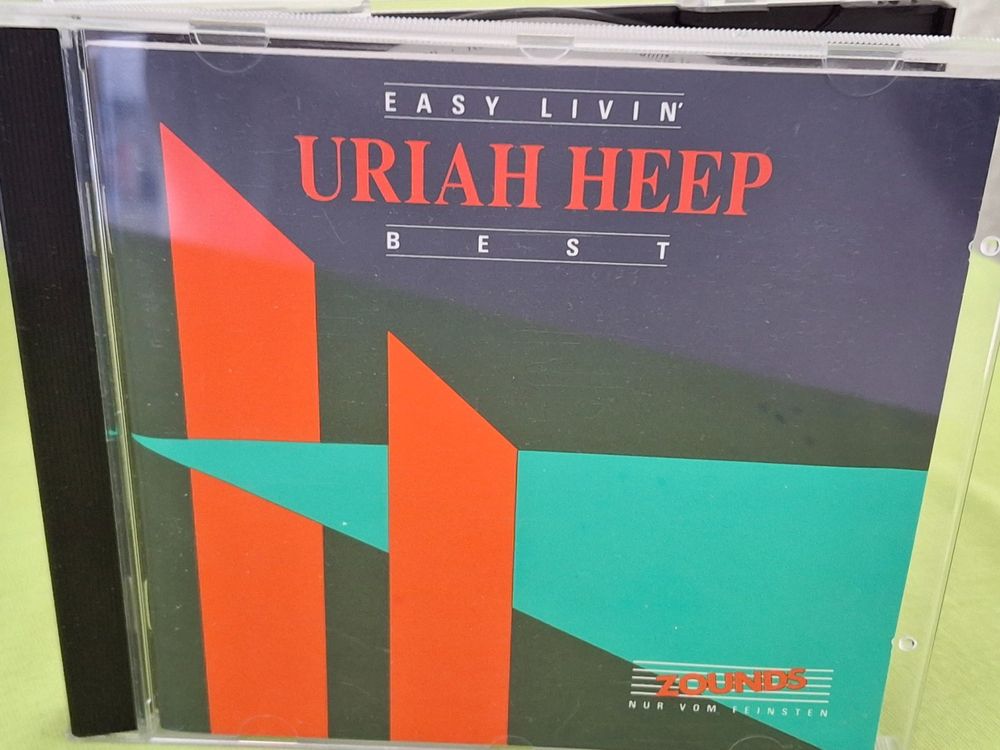 EASY LIVIN'
URIAH HEEP
BEST
ZOUNDS
NUR VOM FEINSTEN